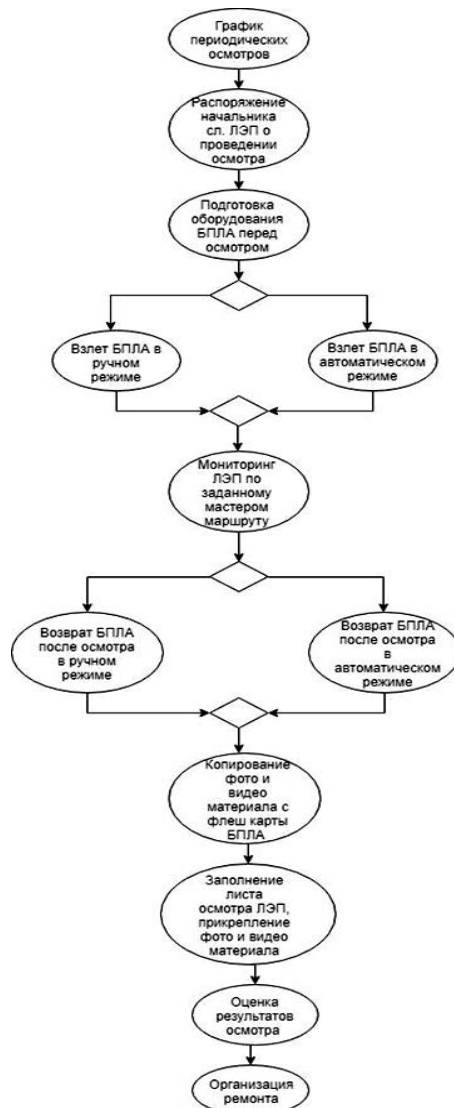 График
периодических
осмотров
Распоряжение
начальника
сл. ЛЭП о
проведении
осмотра
Подготовка
оборудования
БПЛА перед
осмотром
Взлет БПЛА в
ручном
режиме
Взлет БПЛА в
автоматическом
режиме
Мониторинг
ЛЭП по
заданному
мастером
маршруту
Возврат БПЛА
после осмотра
в ручном
режиме
Возврат БПЛА
после осмотра
в
автоматическом
режиме
Копирование
фото и
видео
материала с
флеш карты
БПЛА
Заполнение
листа
осмотра ЛЭП,
прикрепление
фото и видео
материала
Оценка
результатов
осмотра
Организация
ремонта